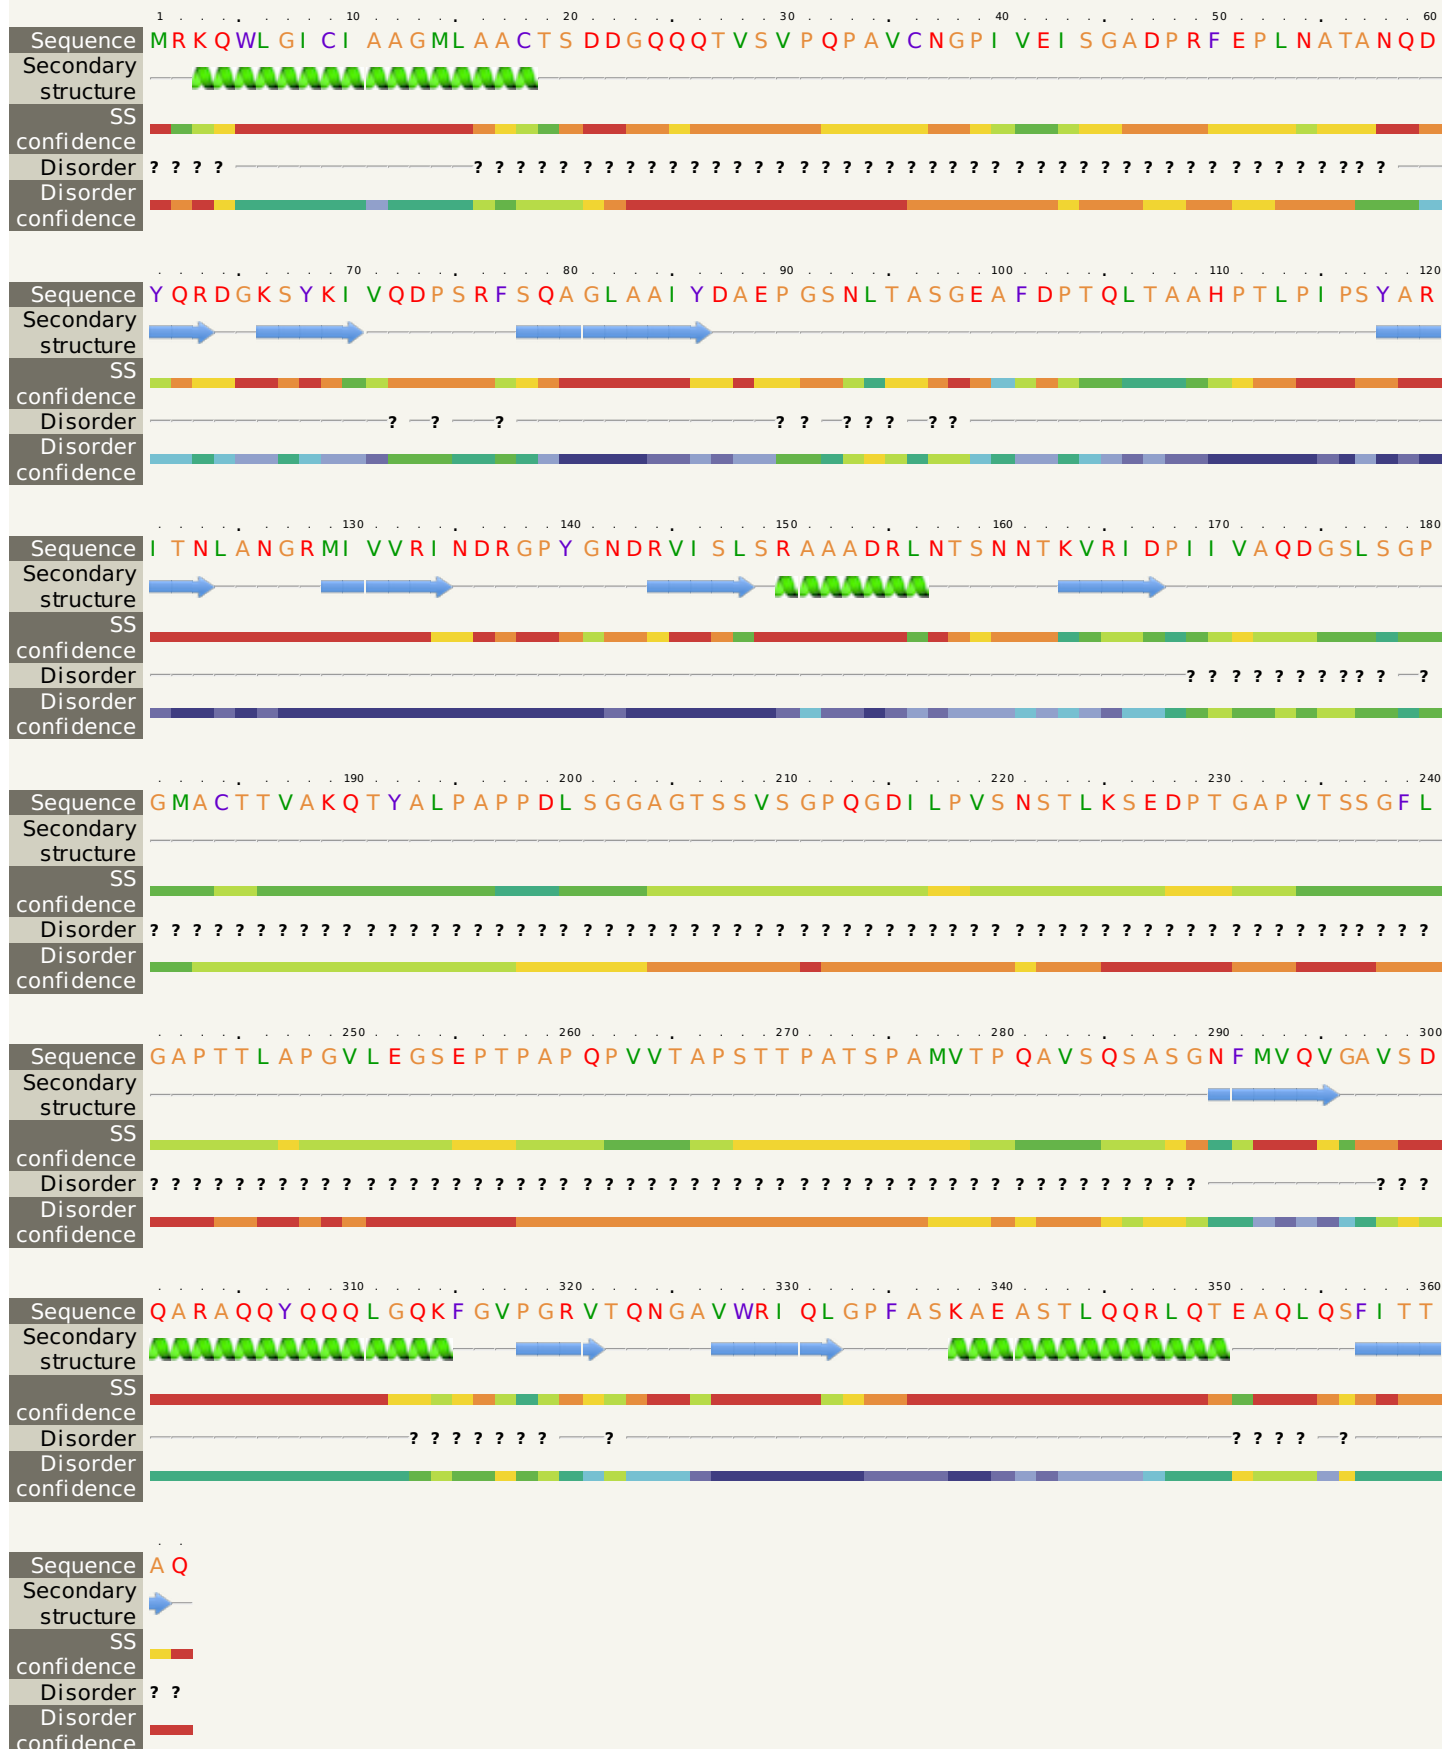 1 10 20 30 40 50 60
Sequence MRKQWLGICIAAGMLAACTSDDGQQQTVSVPQPAVCNGPIVEISGADPRFEPLNATANQD
Secondary
structure
SS
confidence
Disorder ???????????????????????????????????????????????
Disorder
confidence
70 80 90 100 110 120
Sequence YQRDGKSYKIVQDPSRFSQAGLAAIYDAEPGSNLTASGEAFDPTQLTAAHPTLPIPSYAR
Secondary
structure
SS
confidence
Disorder ? ? ? ?? ??? ??
Disorder
confidence
130 140 150 160 170 180
Sequence ITNLANGRMIVVRINDRGPYGNDRVISLSRAAADRLNTSNNTKVRIDPIIVAQDGSLSGP
Secondary
structure
SS
confidence
Disorder ?????????? ?
Disorder
confidence
190 200 210 220 230 240
Sequence GMACTTVAKQTYALPAPPDLSGGAGTSSVSGPQGDILPVSNSTLKSEDPTGAPVTSSGFL
Secondary
structure
SS
confidence
Disorder ????????????????????????????????????????????????????????????
Disorder
confidence
250 260 270 280 290 300
Sequence GAPTTLAPGVLEGSEPTPAPQPVVTAPSTTPATSPAMVTPQAVSQSASGNFMVQVGAVSD
Secondary
structure
SS
confidence
Disorder ????????????????????????????????????????????????? ???
Disorder
confidence
310 320 330 340 350 360
Sequence QARAQQYQQQLGQKFGVPGRVTQNGAVWRIQLGPFASKAEASTLQQRLQTEAQLQSFITT
Secondary
structure
SS
confidence
Disorder ??????? ? ???? ?
Disorder
confidence
Sequence AQ
Secondary
structure
SS
confidence
Disorder ??
Disorder
confidence